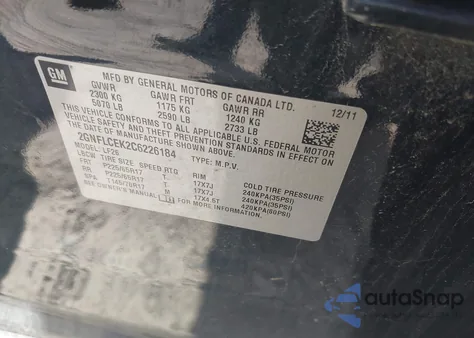 GM
MFD BY GENERAL MOTORS OF CANADA LTD.
GVWR GAWR FRT GAWR RR 12/11
2300 KG 1175 KG 1240 KG
5070 LB 2590 LB 2733 LB
THIS VEHICLE CONFORMS TO ALL APPLICABLE U.S. FEDERAL
MOTOR VEHICLE SAFETY, BUMPER, AND THEFT PREVENTION STANDARDS IN EFFECT ON THE
DATE OF MANUFACTURE SHOWN ABOVE.
2GNFLCEK2C6226184 TYPE: M.P.V.
MODEL: LF26
LBCW TIRE SIZE SPEED RTG RIM COLD TIRE PRESSURE
FRT P225/65R17 T 17X7J 240KPA(35PSI)
RR P225/65R17 T 17X7J 240KPA(35PSI)
SPA T145/70R17 M 17X4.5T 420KPA(60PSI)
SEE OWNER'S MANUAL FOR MORE INFORMATION
autoSnap